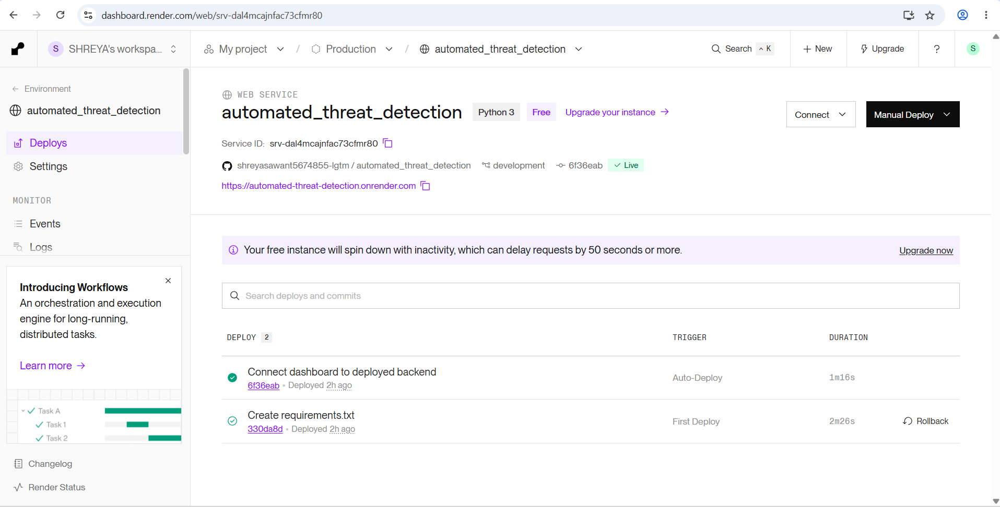 dashboard.render.com/web/srv-dal4mcajnfac73cfmr80
S SHREYA's workspa...
My project / Production / automated_threat_detection
Search ^ K
+ New
Upgrade
?
S
← Environment
automated_threat_detection
Deploys
Settings
MONITOR
Events
Logs
Introducing Workflows
An orchestration and execution
engine for long-running,
distributed tasks.
Learn more →
Task A
Task 1
Task 2
Changelog
Render Status
WEB SERVICE
automated_threat_detection Python 3 Free Upgrade your instance →
Connect
Manual Deploy
Service ID: srv-dal4mcajnfac73cfmr80
shreyasawant5674855-lgtm / automated_threat_detection development 6f36eab Live
https://automated-threat-detection.onrender.com
Your free instance will spin down with inactivity, which can delay requests by 50 seconds or more. Upgrade now
Search deploys and commits
DEPLOY 2 TRIGGER DURATION
Connect dashboard to deployed backend
6f36eab • Deployed 2h ago
Auto-Deploy
1m16s
Create requirements.txt
330da8d • Deployed 2h ago
First Deploy
2m26s
Rollback